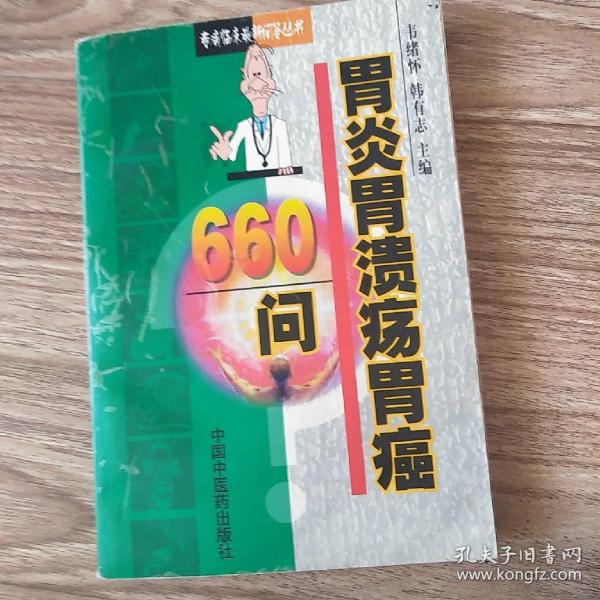 专病临床最新问答丛书
韦绪怀 韩有志 主编
胃炎胃溃疡胃癌
660
问
中国中医药出版社
孔夫子旧书网
www.kongfz.com